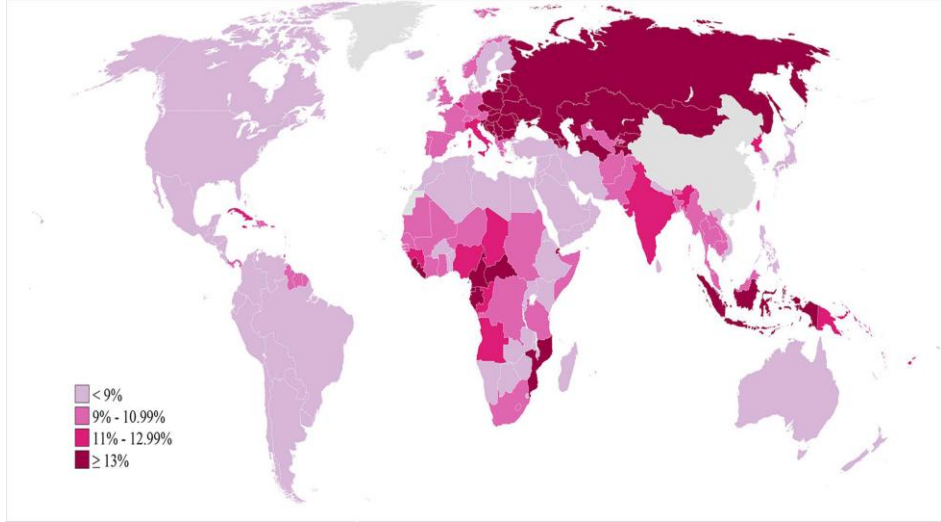 < 9%
9% - 10.99%
11% - 12.99%
≥ 13%